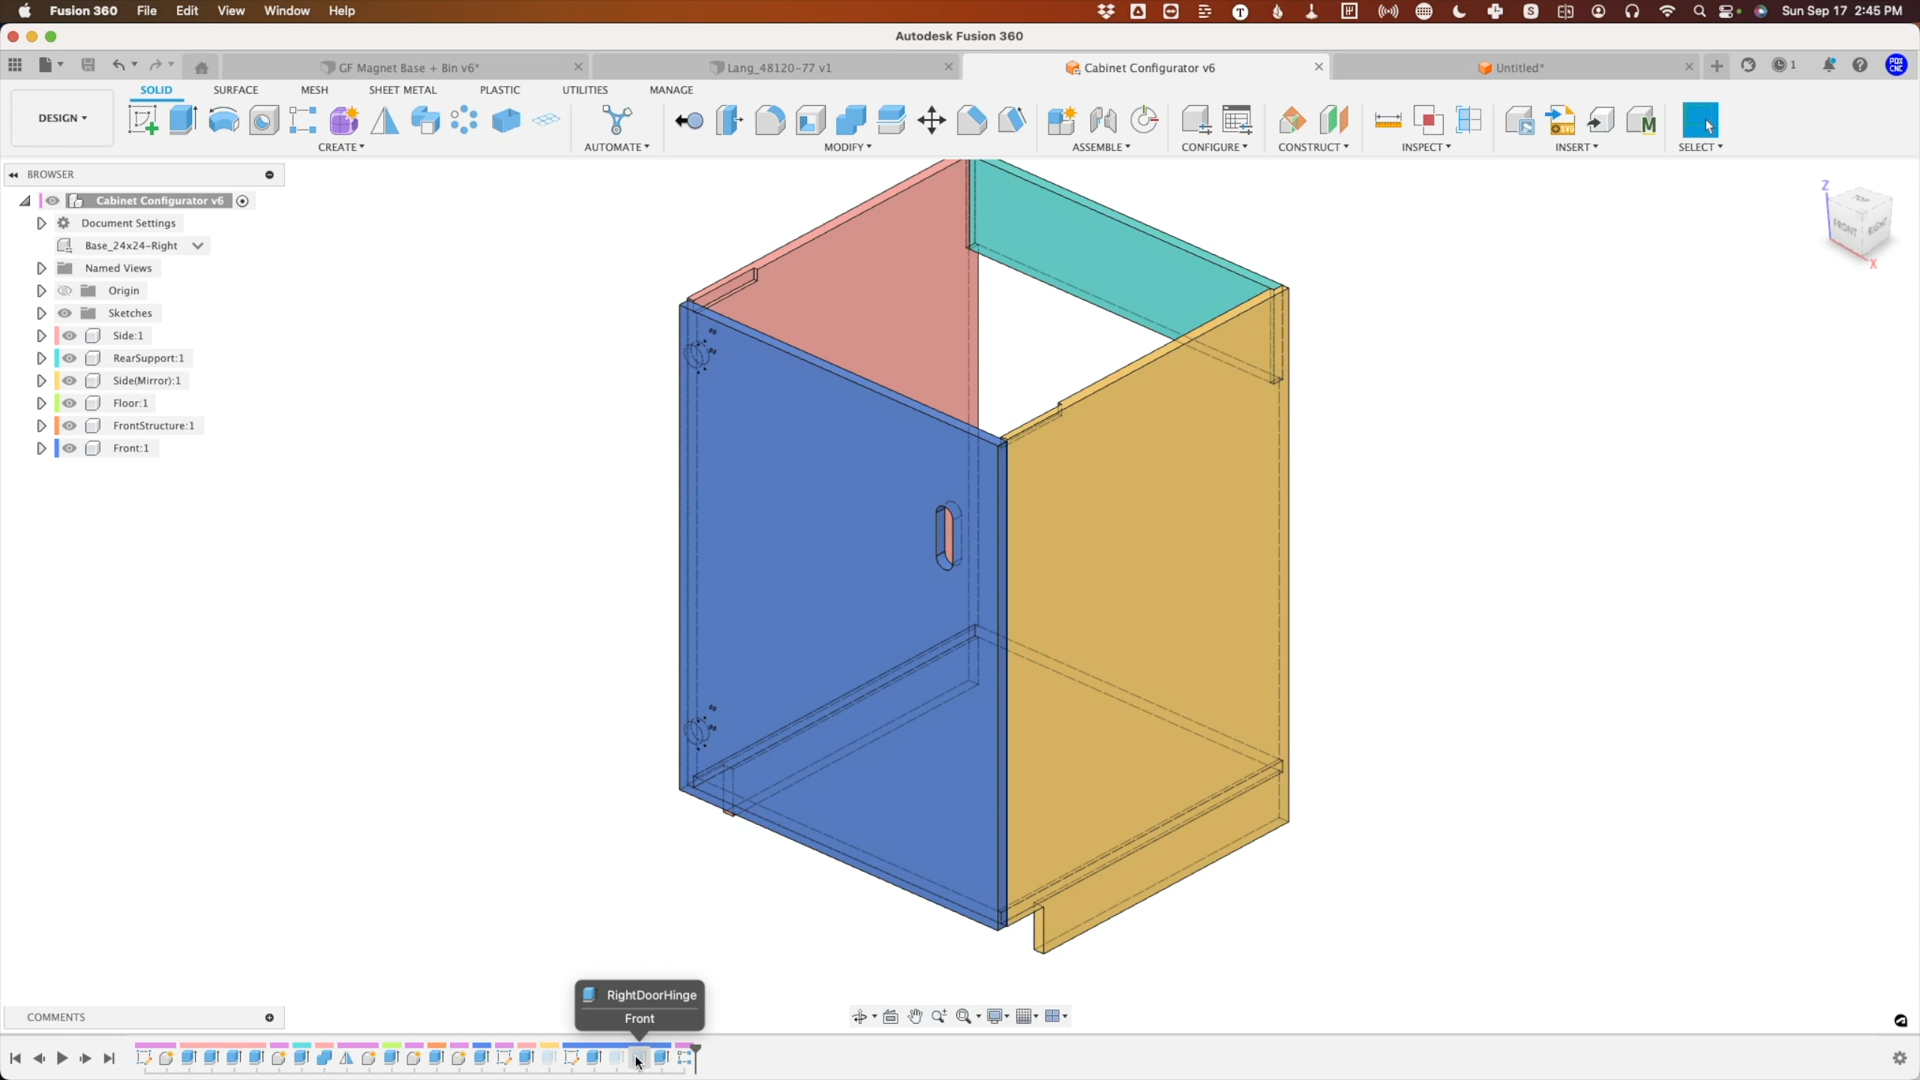 Fusion 360 File Edit View Window Help
Sun Sep 17 2:45 PM
Autodesk Fusion 360
GF Magnet Base + Bin v6*
Lang_48120-77 v1
Cabinet Configurator v6
Untitled*
1
PDX CNC
SOLID SURFACE MESH SHEET METAL PLASTIC UTILITIES MANAGE
DESIGN
CREATE AUTOMATE MODIFY ASSEMBLE CONFIGURE CONSTRUCT INSPECT INSERT SELECT
BROWSER
Cabinet Configurator v6
Document Settings
Base_24x24-Right
Named Views
Origin
Sketches
Side:1
RearSupport:1
Side(Mirror):1
Floor:1
FrontStructure:1
Front:1
Z
TOP
FRONT
RIGHT
X
RightDoorHinge
Front
COMMENTS